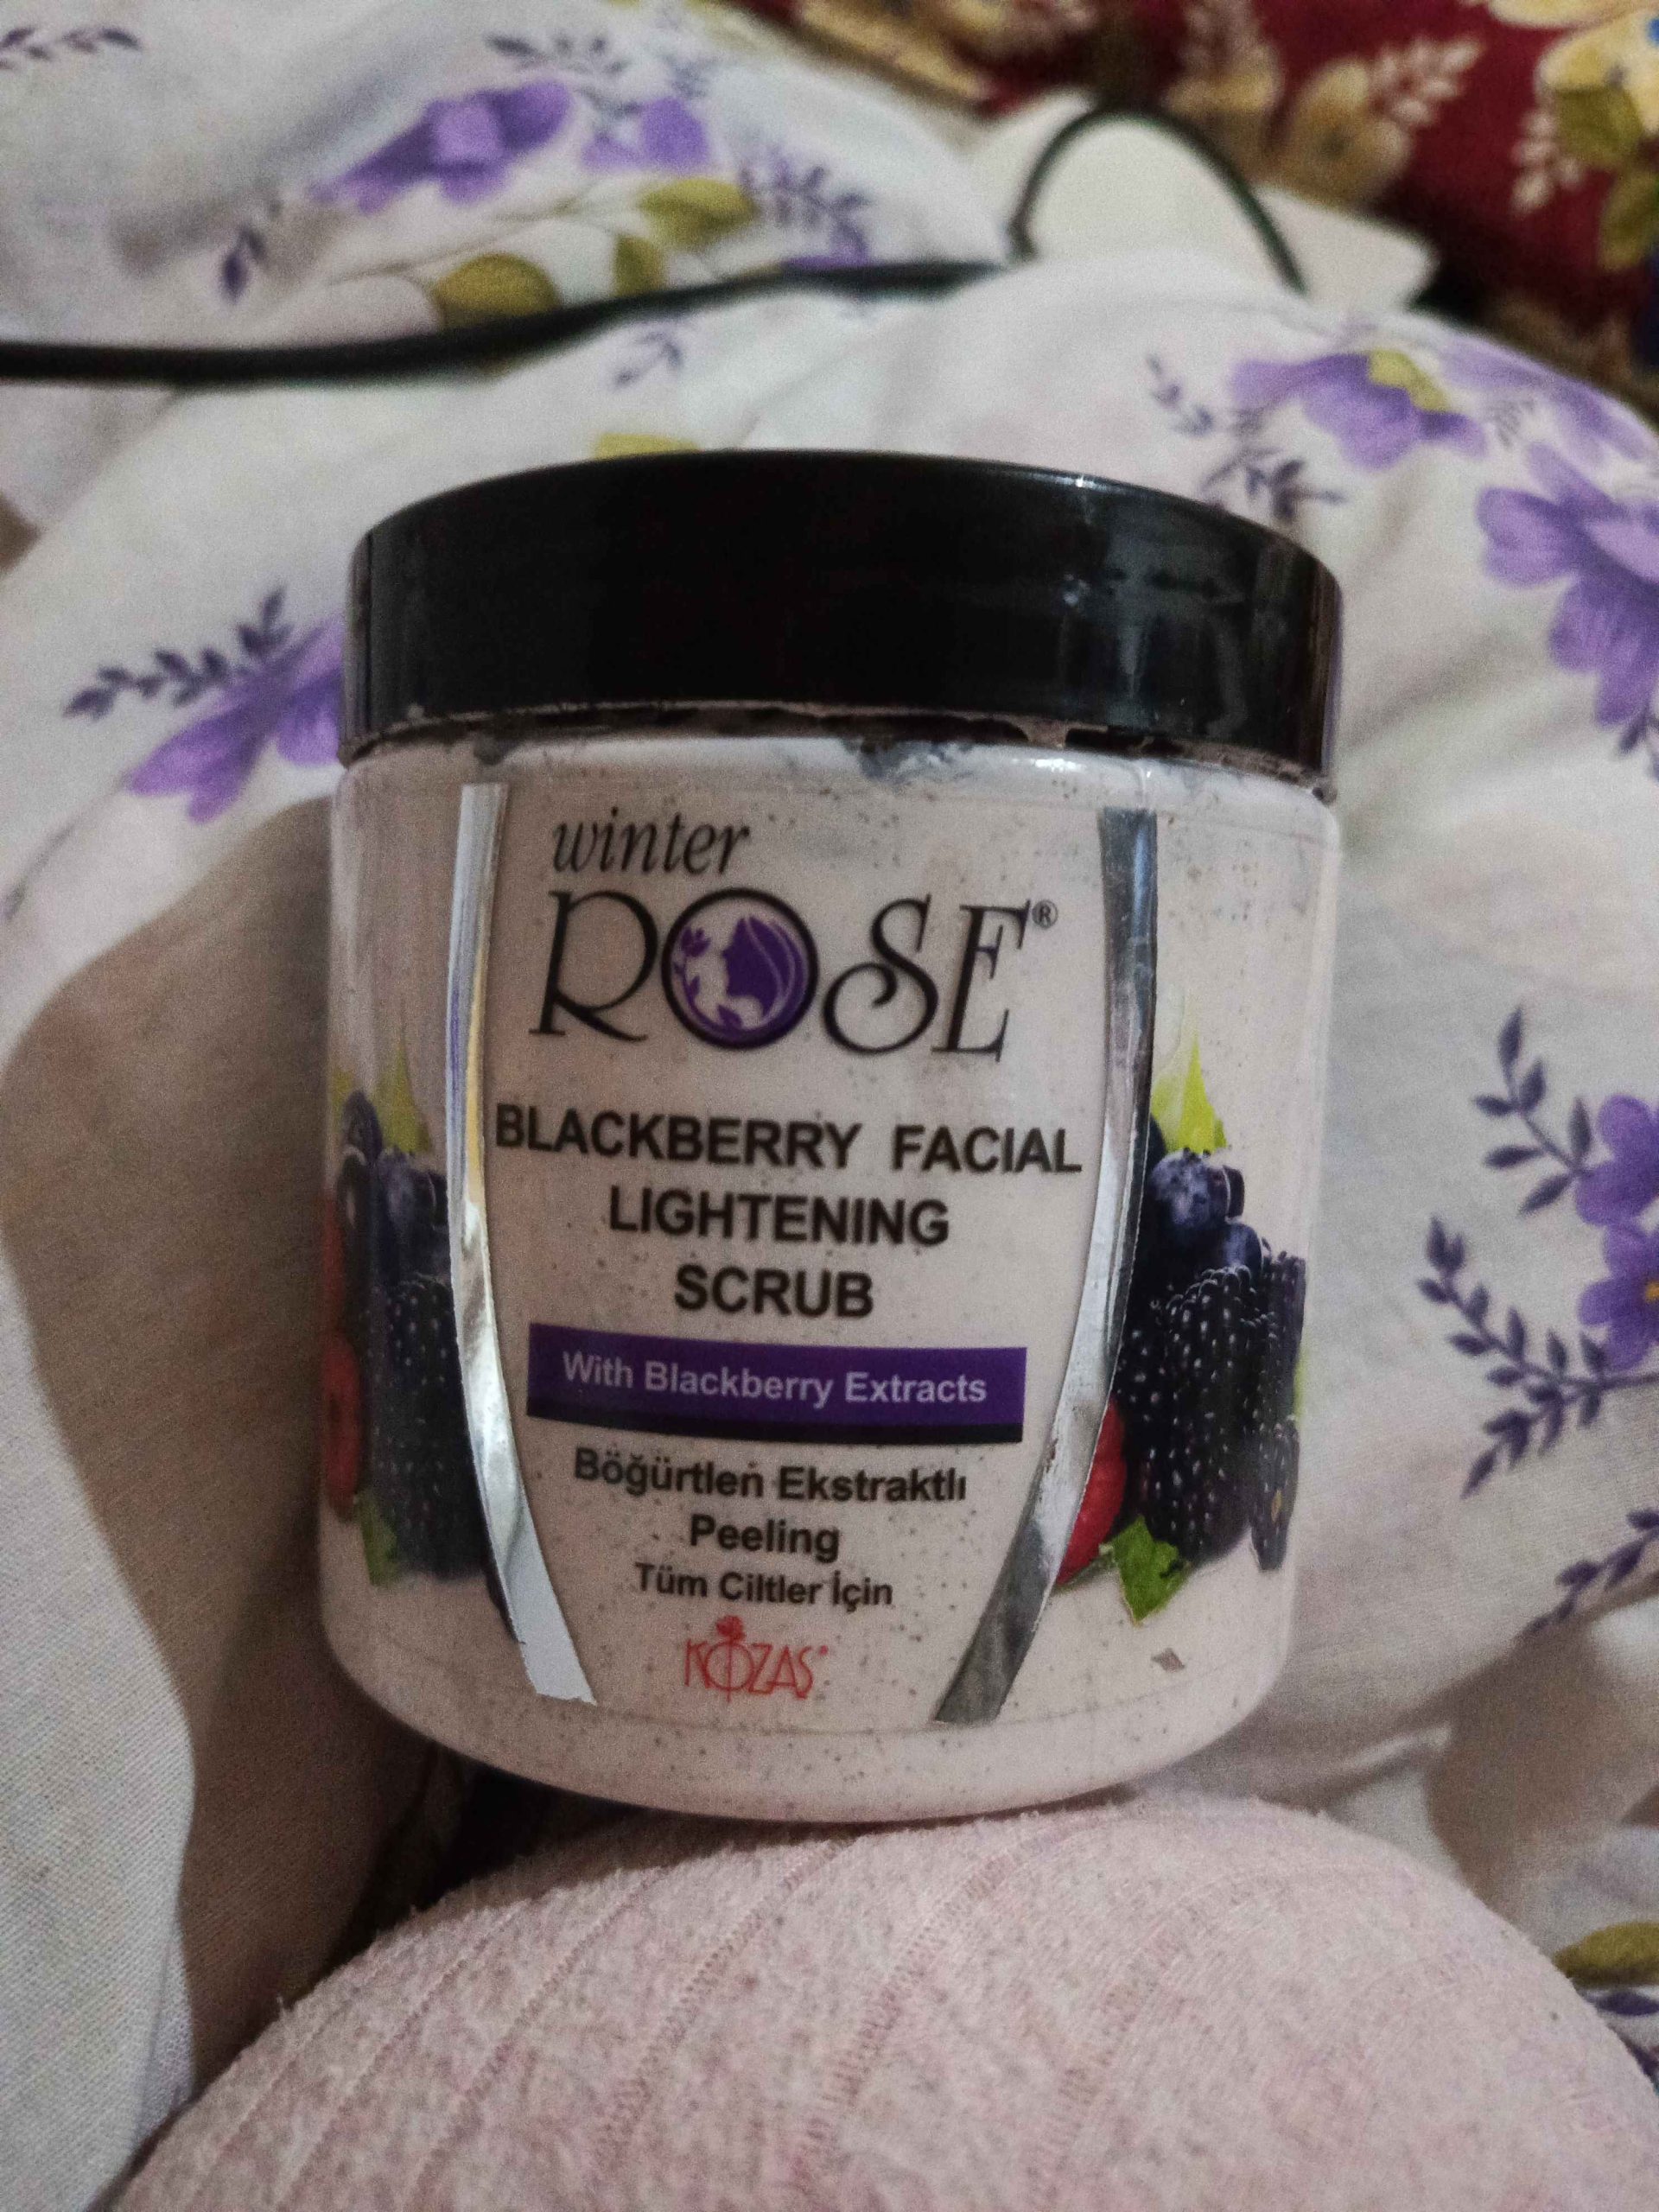 winter
ROSE®
BLACKBERRY FACIAL
LIGHTENING
SCRUB
With Blackberry Extracts
Böğürtlen Ekstraktlı
Peeling
Tüm Ciltler İçin
KOZAS